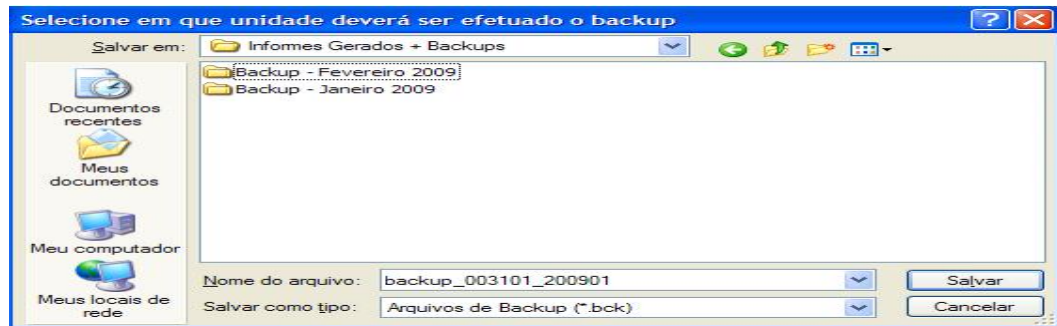 Selecione em que unidade deverá ser efetuado o backup
Salvar em:
Informes Gerados + Backups
Backup - Fevereiro 2009
Backup - Janeiro 2009
Documentos
recentes
Meus
documentos
Meu computador
Meus locais de
rede
Nome do arquivo:
backup_003101_200901
Salvar
Salvar como tipo:
Arquivos de Backup (*.bck)
Cancelar